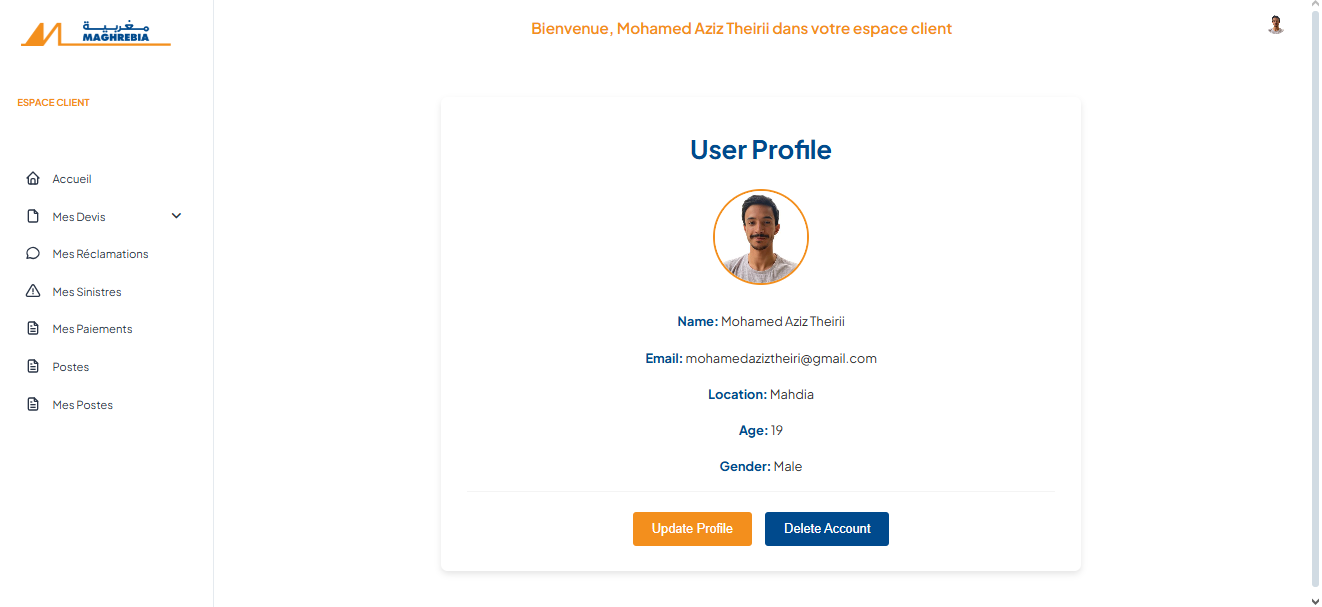 مغربية
MAGHREBIA
Bienvenue, Mohamed Aziz Theirii dans votre espace client
ESPACE CLIENT
Accueil
Mes Devis
Mes Réclamations
Mes Sinistres
Mes Paiements
Postes
Mes Postes
User Profile
Name: Mohamed Aziz Theirii
Email: mohamedaziztheiri@gmail.com
Location: Mahdia
Age: 19
Gender: Male
Update Profile
Delete Account